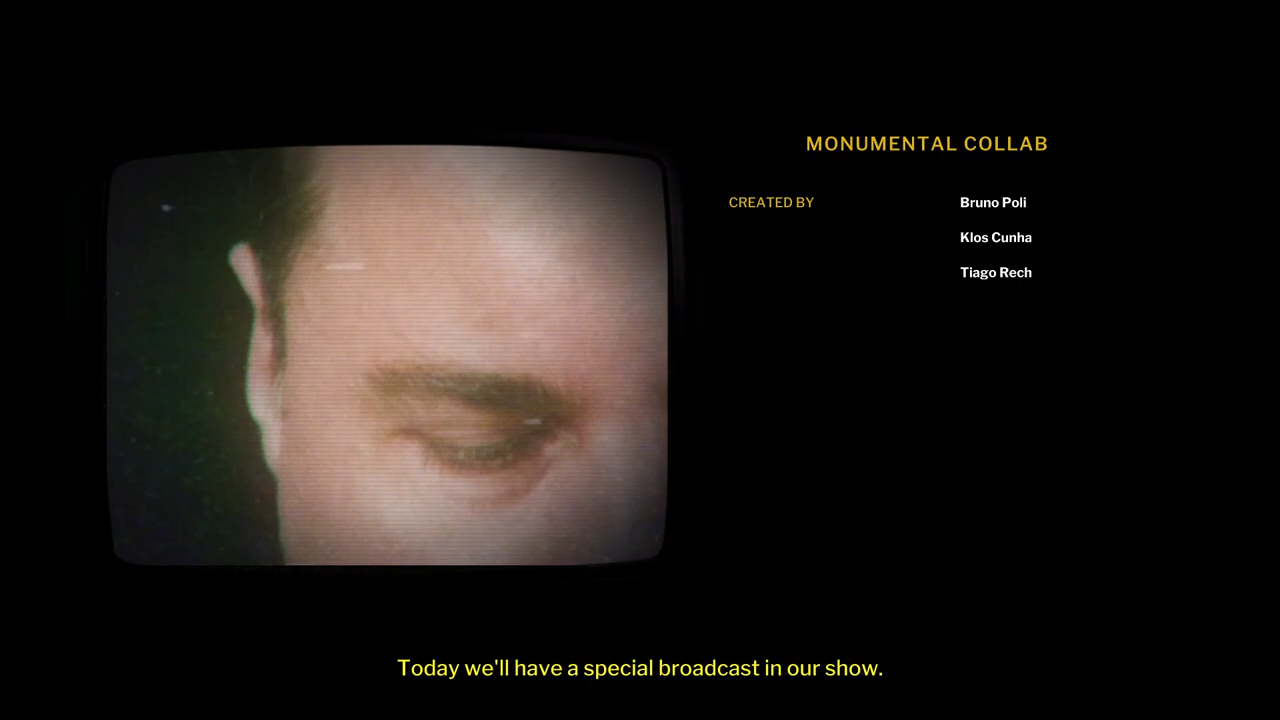 MONUMENTAL COLLAB
CREATED BY
Bruno Poli
Klos Cunha
Tiago Rech
Today we'll have a special broadcast in our show.